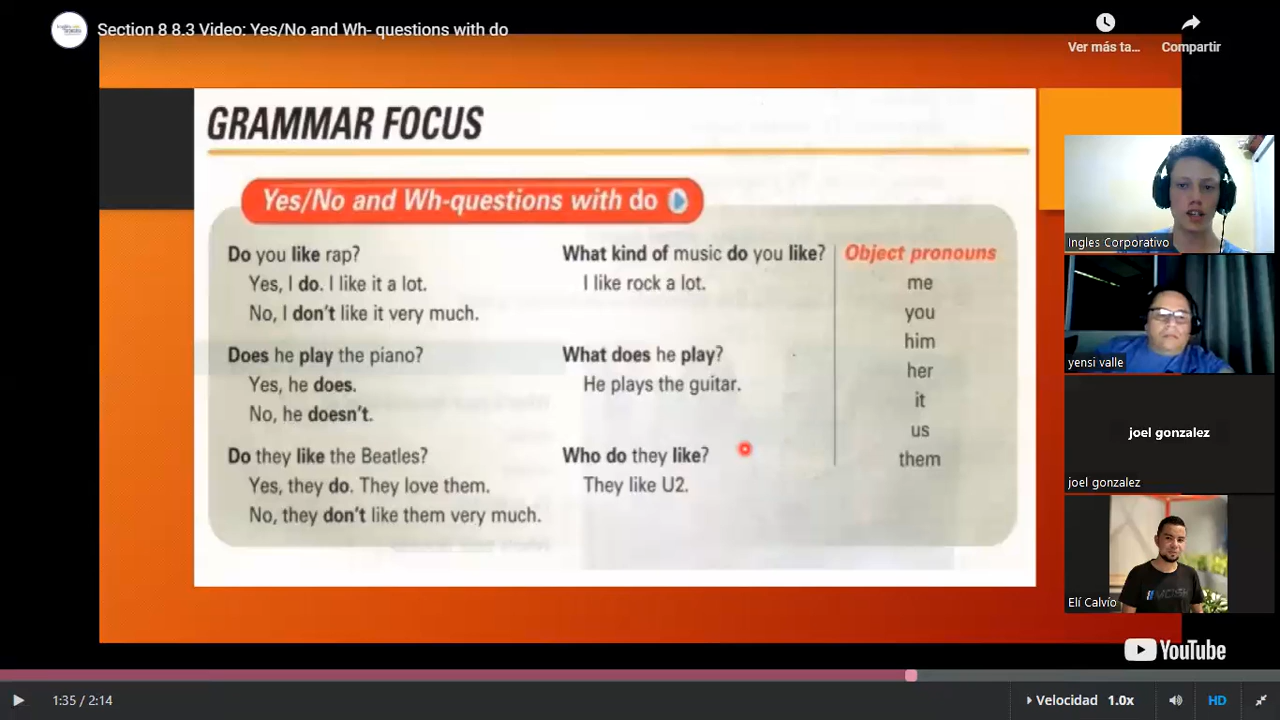 Section 8 8.3 Video: Yes/No and Wh- questions with do
Ver más ta...
Compartir
GRAMMAR FOCUS
Yes/No and Wh-questions with do
Do you like rap?
Yes, I do. I like it a lot.
No, I don't like it very much.
Does he play the piano?
Yes, he does.
No, he doesn't.
Do they like the Beatles?
Yes, they do. They love them.
No, they don't like them very much.
What kind of music do you like?
I like rock a lot.
What does he play?
He plays the guitar.
Who do they like?
They like U2.
Object pronouns
me
you
him
her
it
us
them
Ingles Corporativo
yensi valle
joel gonzalez
joel gonzalez
Elí Calvío
YouTube
1:35 / 2:14
Velocidad 1.0x
HD